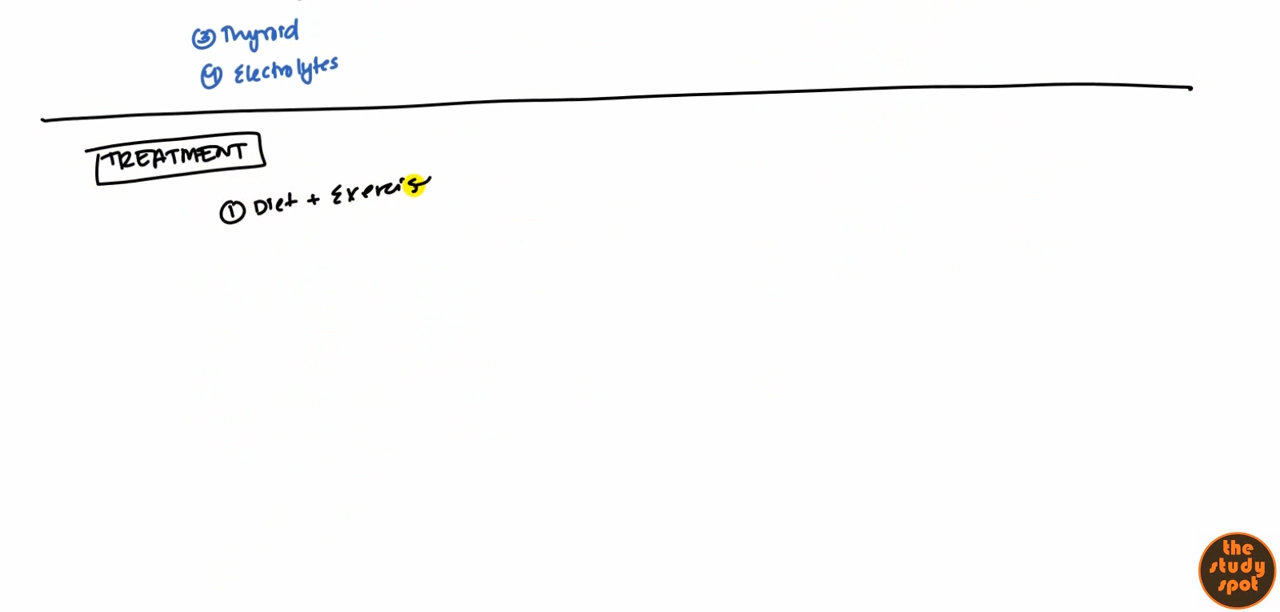 ③ Thyroid
④ Electrolytes
TREATMENT
① Diet + Exercis
the
study
spot